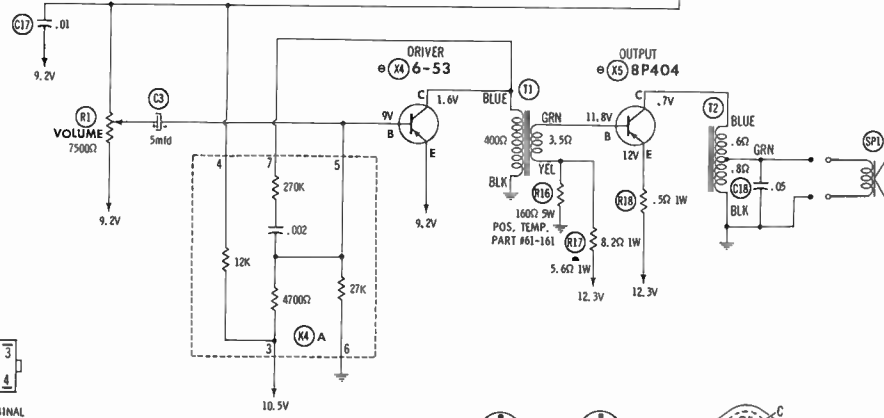 C17 .01
9.2V
R1
VOLUME
7500Ω
9.2V
C3
5mfd
4 7 5
270K
.002
12K
4700Ω
27K
X4 A
3 6
10.5V
DRIVER
⊖ X4 6-53
9V
B
C
1.6V
E
9.2V
T1
BLUE
400Ω
BLK
GRN
3.5Ω
YEL
R16
160Ω 5W
POS. TEMP.
PART #61-161
R17
8.2Ω 1W
5.6Ω 1W
12.3V
OUTPUT
⊖ X5 8P404
11.8V
B
C
.7V
12V
E
R18 .5Ω 1W
12.3V
T2
BLUE
.6Ω
GRN
.8Ω
BLK
C18 .05
SP1
3
4
INAL
C